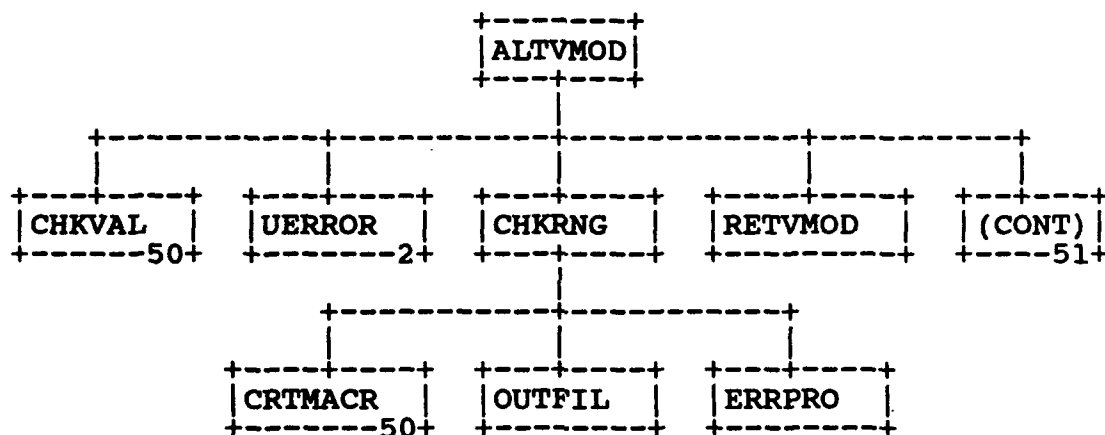 ALTVMOD
CHKVAL UERROR CHKRNG RETVMOD (CONT)
50 2 51
CRTMACR OUTFIL ERRPRO
50